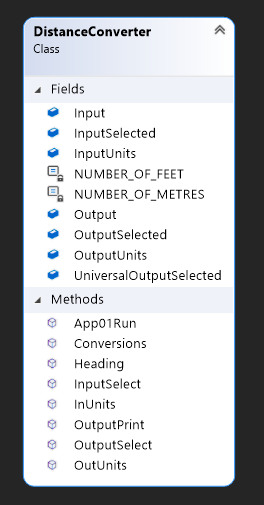 DistanceConverter
Class
Fields
Input
InputSelected
InputUnits
NUMBER_OF_FEET
NUMBER_OF_METRES
Output
OutputSelected
OutputUnits
UniversalOutputSelected
Methods
App01Run
Conversions
Heading
InputSelect
InUnits
OutputPrint
OutputSelect
OutUnits